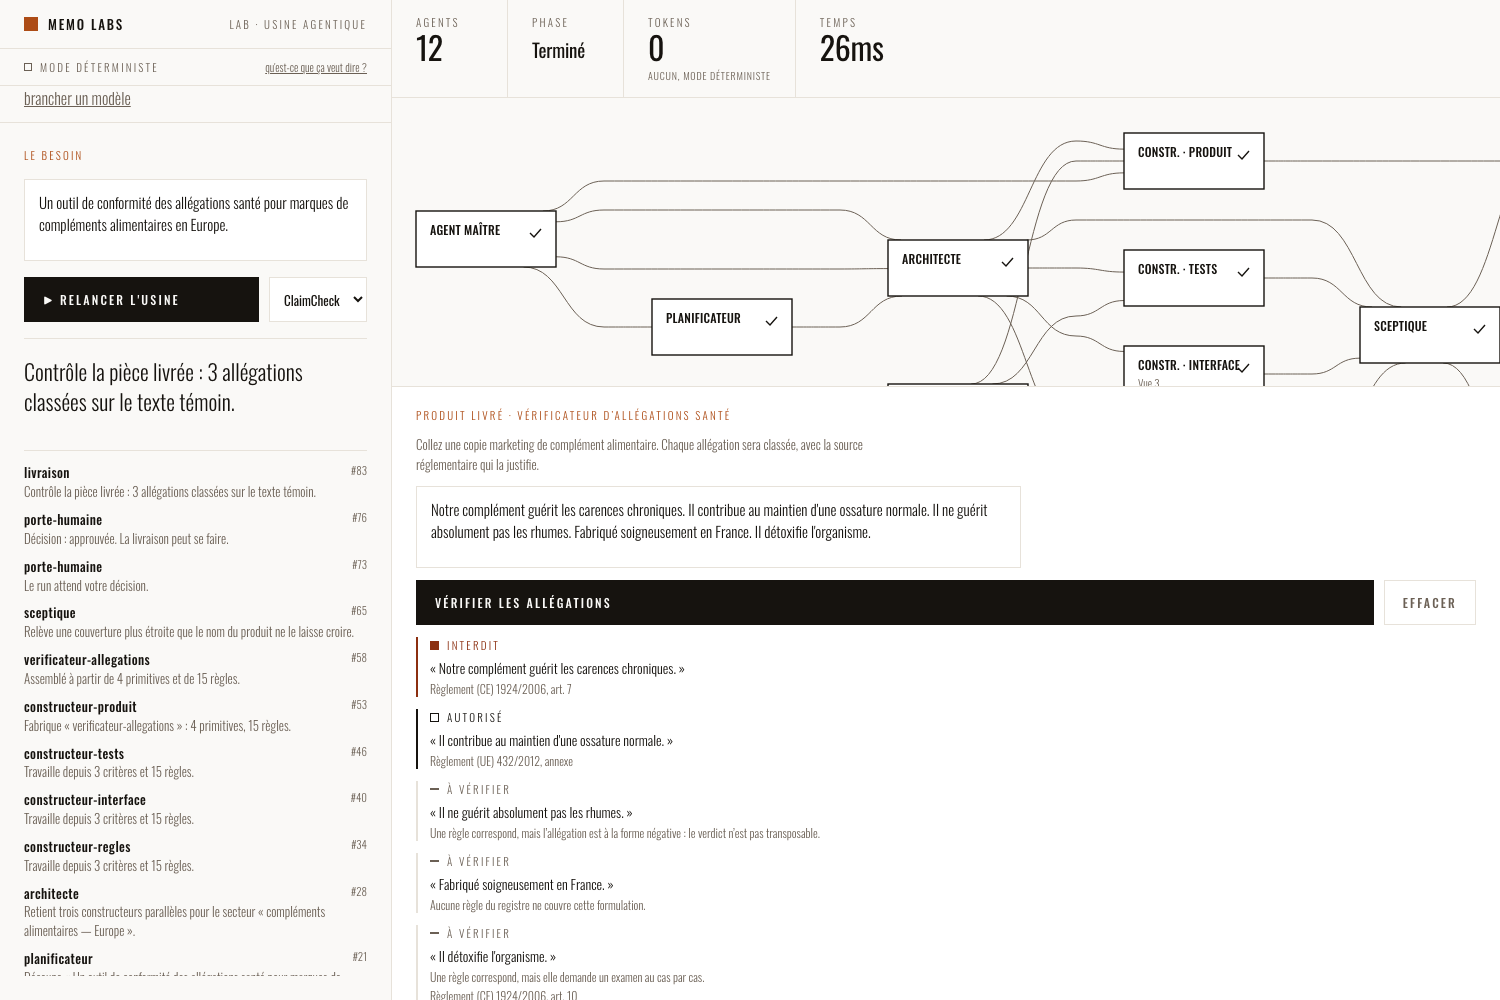 MEMO LABS
LAB · USINE AGENTIQUE
MODE DÉTERMINISTE
qu'est-ce que ça veut dire ?
brancher un modèle
LE BESOIN
Un outil de conformité des allégations santé pour marques de
compléments alimentaires en Europe.
RELANCER L'USINE
ClaimCheck
Contrôle la pièce livrée : 3 allégations
classées sur le texte témoin.
livraison
#83
Contrôle la pièce livrée : 3 allégations classées sur le texte témoin.
porte-humaine
#76
Décision : approuvée. La livraison peut se faire.
porte-humaine
#73
Le run attend votre décision.
sceptique
#65
Relève une couverture plus étroite que le nom du produit ne le laisse croire.
verificateur-allegations
#58
Assemblé à partir de 4 primitives et de 15 règles.
constructeur-produit
#53
Fabrique « verificateur-allegations » : 4 primitives, 15 règles.
constructeur-tests
#46
Travaille depuis 3 critères et 15 règles.
constructeur-interface
#40
Travaille depuis 3 critères et 15 règles.
constructeur-regles
#34
Travaille depuis 3 critères et 15 règles.
architecte
#28
Retient trois constructeurs parallèles pour le secteur « compléments
alimentaires — Europe ».
planificateur
#21
AGENTS
12
PHASE
Terminé
TOKENS
0
AUCUN, MODE DÉTERMINISTE
TEMPS
26ms
AGENT MAÎTRE
PLANIFICATEUR
ARCHITECTE
CONSTR. · PRODUIT
CONSTR. · TESTS
CONSTR. · INTERFACE
Vue 3
SCEPTIQUE
PRODUIT LIVRÉ · VÉRIFICATEUR D'ALLÉGATIONS SANTÉ
Collez une copie marketing de complément alimentaire. Chaque allégation sera classée, avec la source
réglementaire qui la justifie.
Notre complément guérit les carences chroniques. Il contribue au maintien d'une ossature normale. Il ne guérit
absolument pas les rhumes. Fabriqué soigneusement en France. Il détoxifie l'organisme.
VÉRIFIER LES ALLÉGATIONS
EFFACER
INTERDIT
« Notre complément guérit les carences chroniques. »
Règlement (CE) 1924/2006, art. 7
AUTORISÉ
« Il contribue au maintien d'une ossature normale. »
Règlement (UE) 432/2012, annexe
À VÉRIFIER
« Il ne guérit absolument pas les rhumes. »
Une règle correspond, mais l'allégation est à la forme négative : le verdict n'est pas transposable.
À VÉRIFIER
« Fabriqué soigneusement en France. »
Aucune règle du registre ne couvre cette formulation.
À VÉRIFIER
« Il détoxifie l'organisme. »
Une règle correspond, mais elle demande un examen au cas par cas.
Règlement (CE) 1924/2006, art. 10